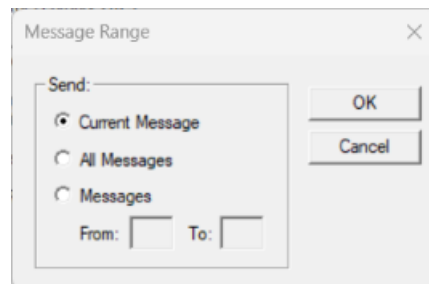 Message Range
Send:
Current Message
All Messages
Messages
From: To:
OK
Cancel